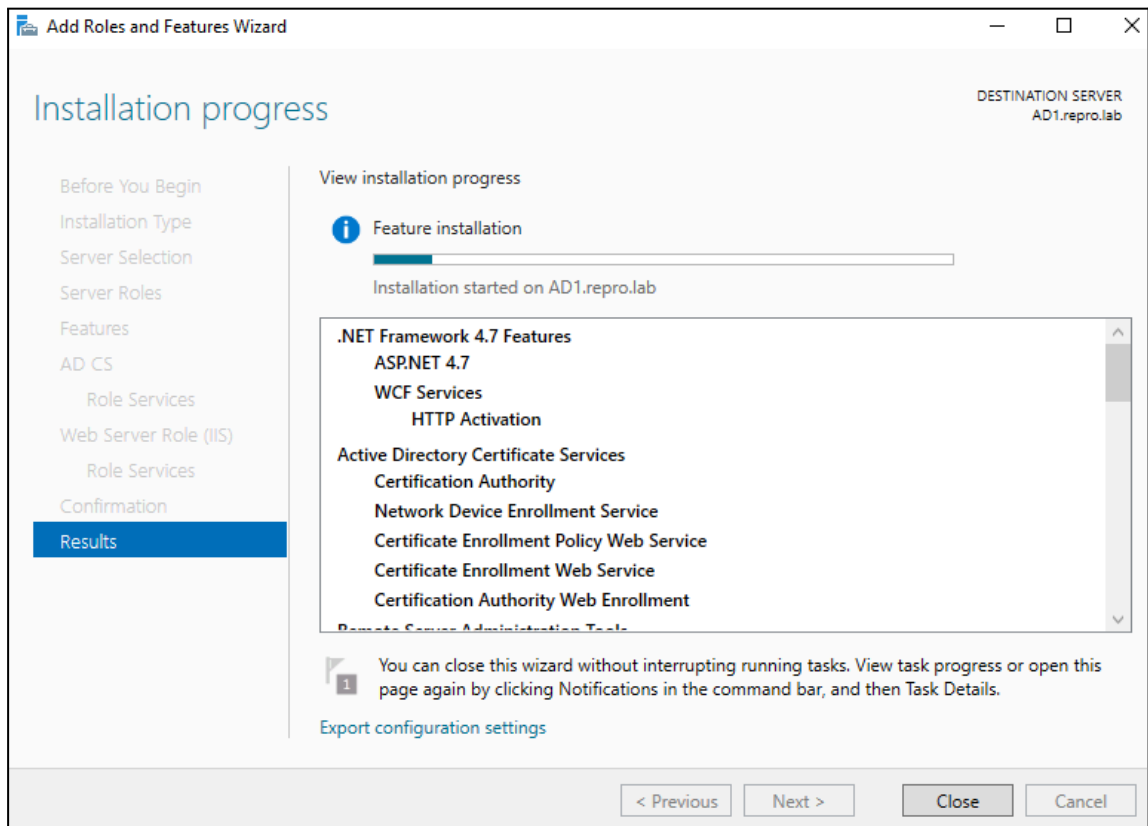 Add Roles and Features Wizard
Installation progress
DESTINATION SERVER
AD1.repro.lab
Before You Begin
Installation Type
Server Selection
Server Roles
Features
AD CS
Role Services
Web Server Role (IIS)
Role Services
Confirmation
Results
View installation progress
Feature installation
Installation started on AD1.repro.lab
.NET Framework 4.7 Features
ASP.NET 4.7
WCF Services
HTTP Activation
Active Directory Certificate Services
Certification Authority
Network Device Enrollment Service
Certificate Enrollment Policy Web Service
Certificate Enrollment Web Service
Certification Authority Web Enrollment
Remote Server Administration Tools
1
You can close this wizard without interrupting running tasks. View task progress or open this
page again by clicking Notifications in the command bar, and then Task Details.
Export configuration settings
< Previous
Next >
Close
Cancel